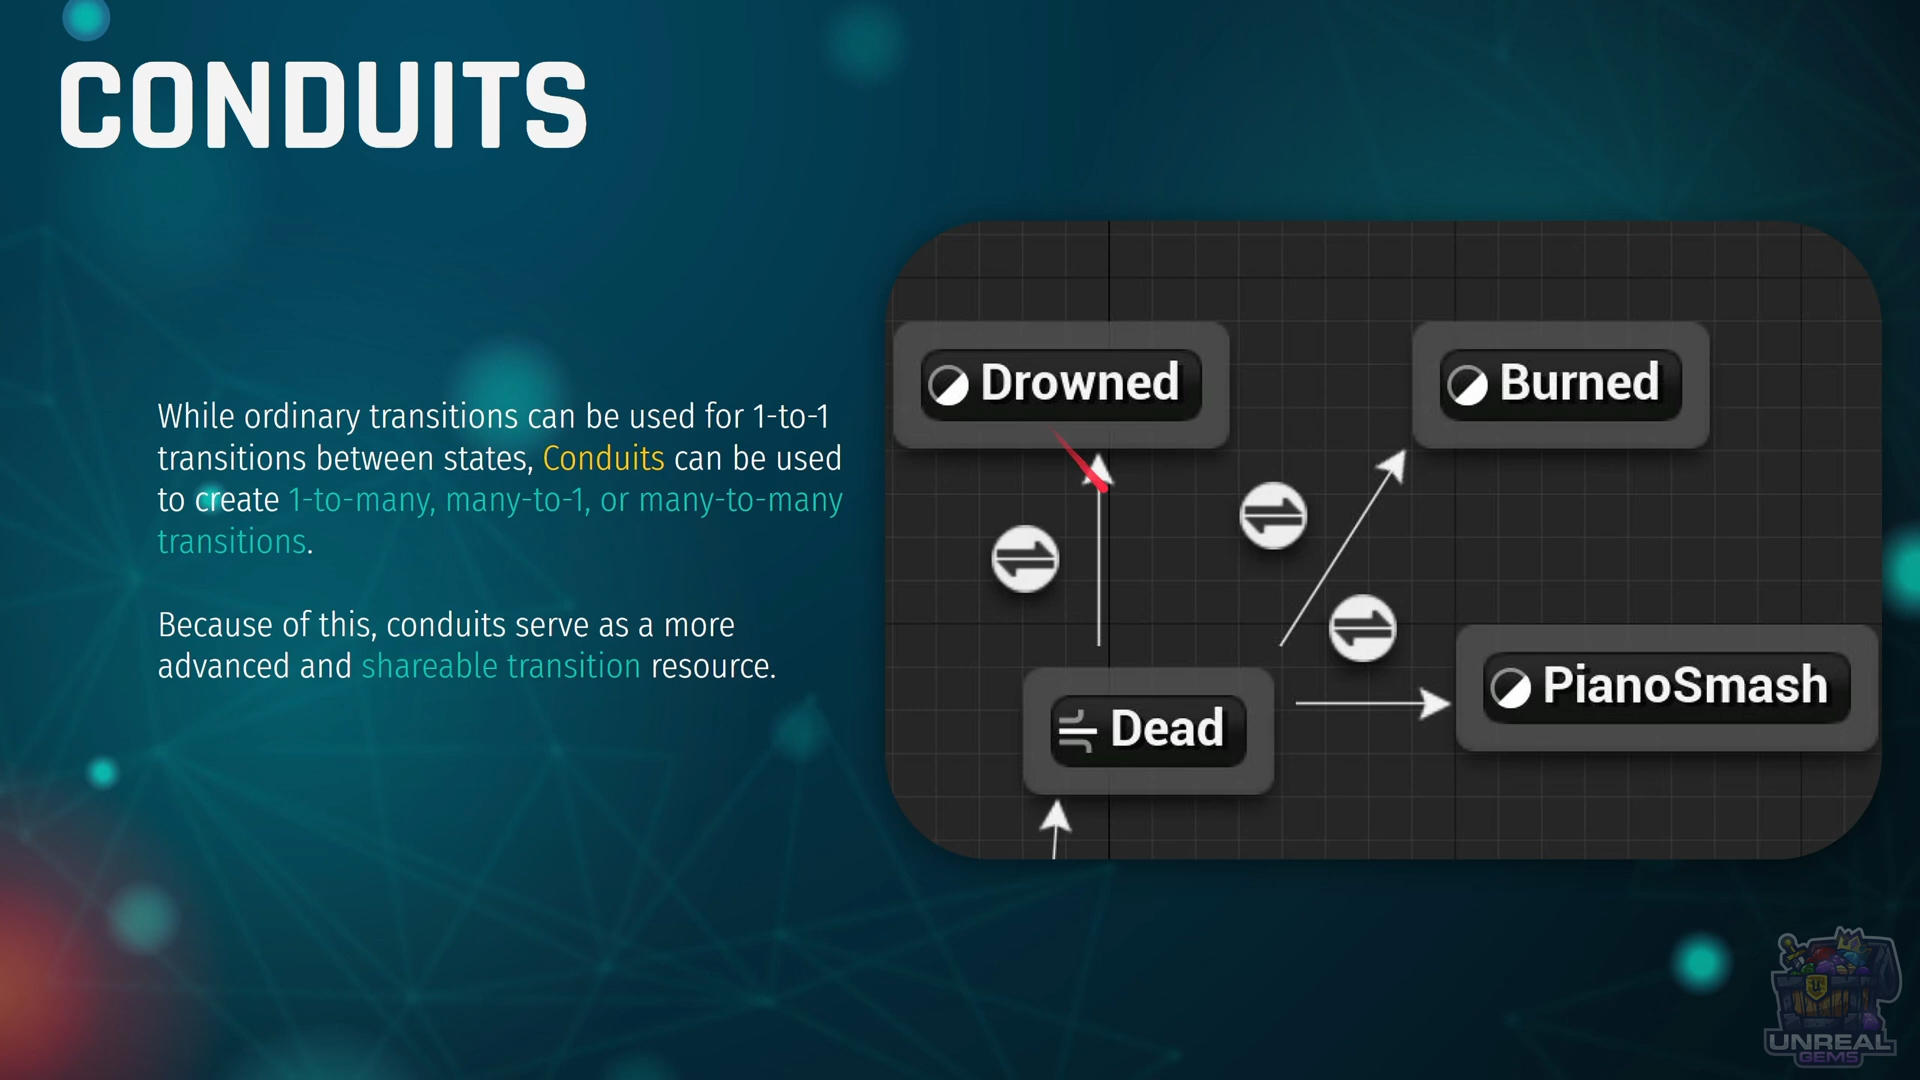 CONDUITS
While ordinary transitions can be used for 1-to-1
transitions between states, Conduits can be used
to create 1-to-many, many-to-1, or many-to-many
transitions.
Because of this, conduits serve as a more
advanced and shareable transition resource.
Drowned
Burned
PianoSmash
Dead
UNREAL
GEMS